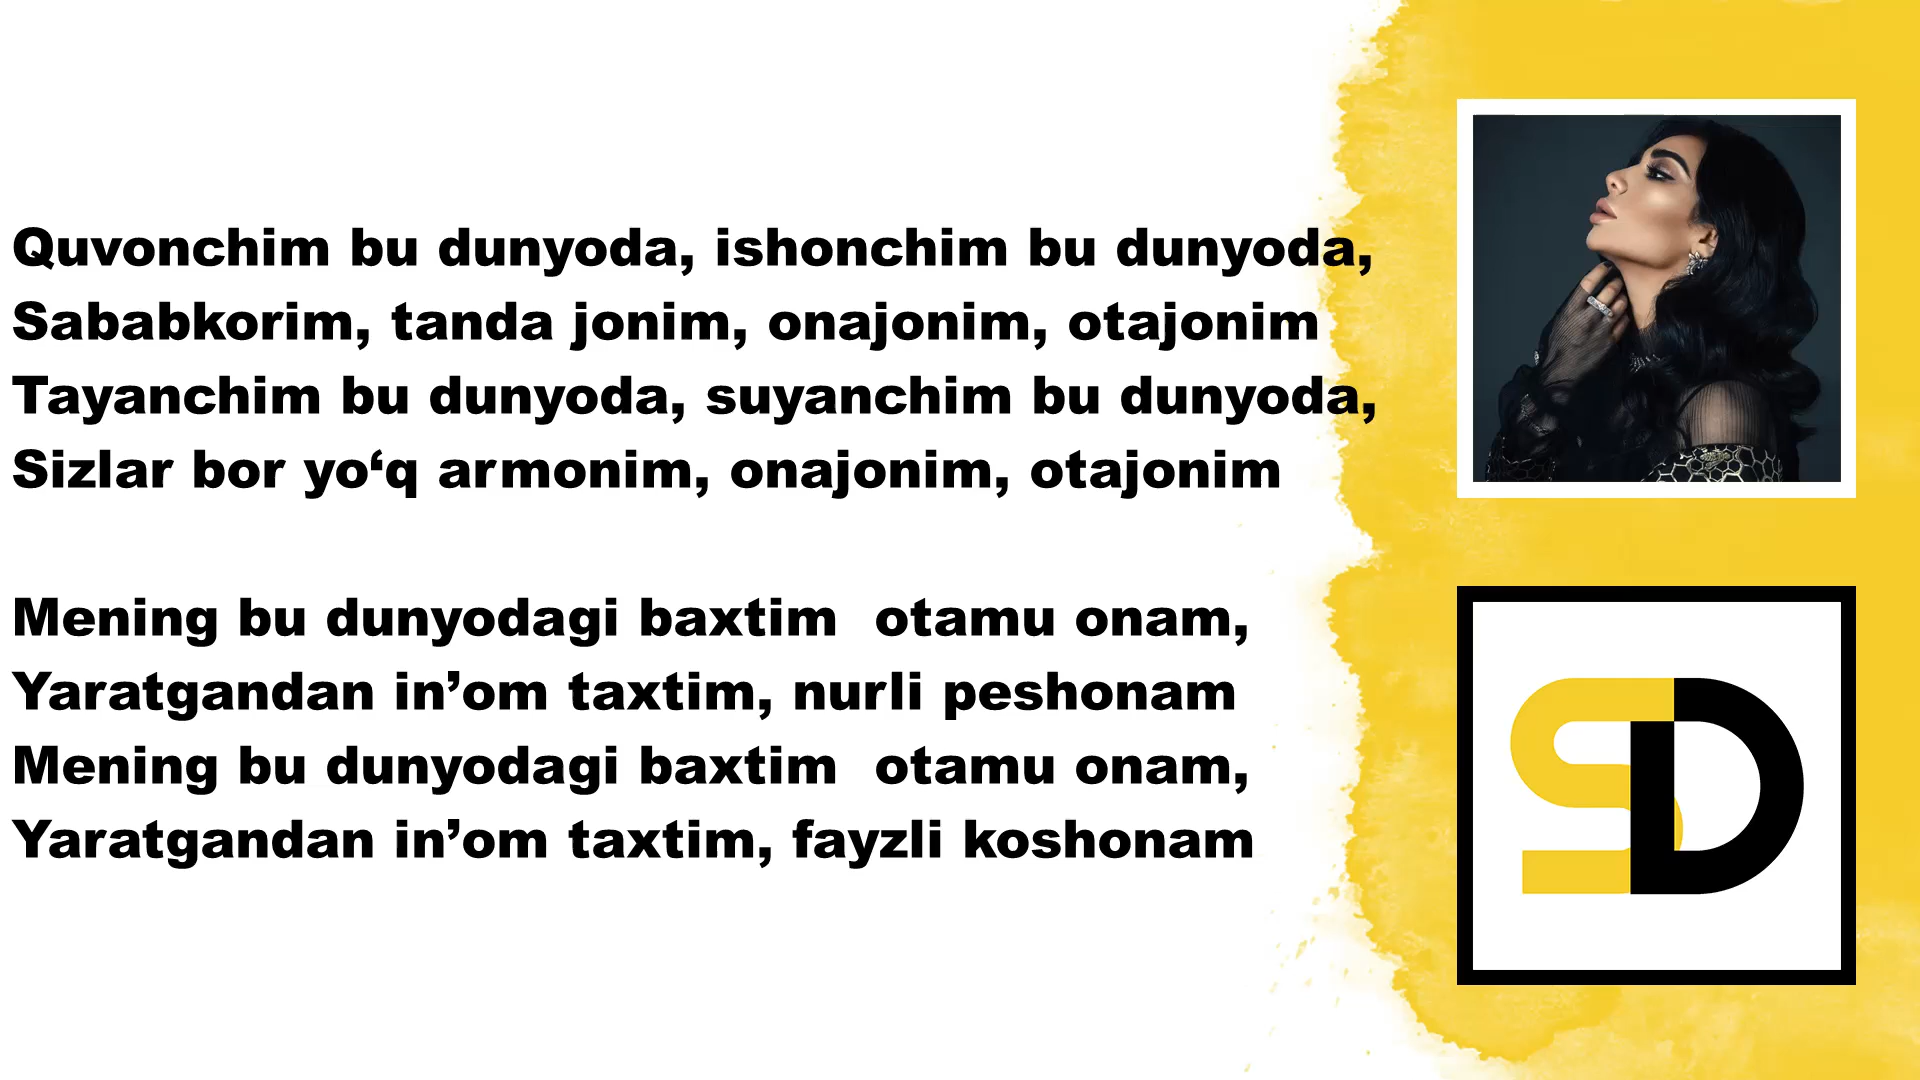 Quvonchim bu dunyoda, ishonchim bu dunyoda,
Sababkorim, tanda jonim, onajonim, otajonim
Tayanchim bu dunyoda, suyanchim bu dunyoda,
Sizlar bor yo‘q armonim, onajonim, otajonim
Mening bu dunyodagi baxtim  otamu onam,
Yaratgandan in’om taxtim, nurli peshonam
Mening bu dunyodagi baxtim  otamu onam,
Yaratgandan in’om taxtim, fayzli koshonam
SD